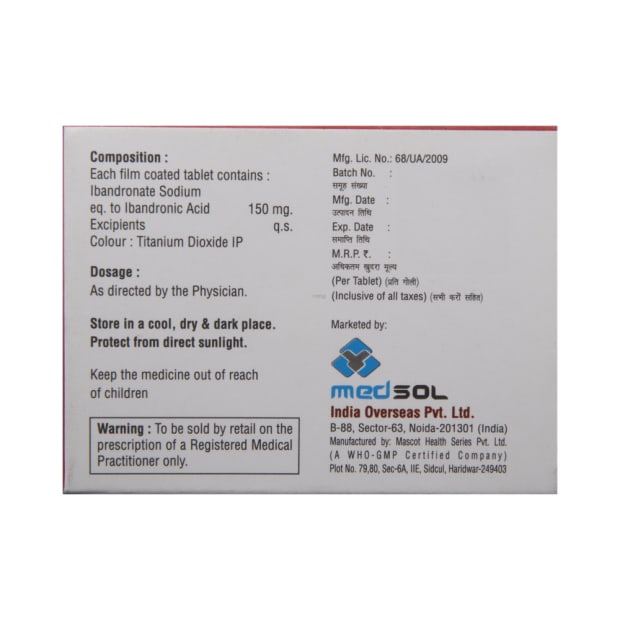 Composition :
Each film coated tablet contains :
Ibandronate Sodium
eq. to Ibandronic Acid 150 mg.
Excipients q.s.
Colour : Titanium Dioxide IP
Dosage :
As directed by the Physician.
Store in a cool, dry & dark place.
Protect from direct sunlight.
Keep the medicine out of reach
of children
Warning : To be sold by retail on the
prescription of a Registered Medical
Practitioner only.
Mfg. Lic. No.: 68/UA/2009
Batch No. :
समूह संख्या
Mfg. Date :
उत्पादन तिथि
Exp. Date :
समाप्ति तिथि
M.R.P. ₹. :
अधिकतम खुदरा मूल्य
(Per Tablet) (प्रति गोली)
(Inclusive of all taxes) (सभी करों सहित)
Marketed by:
medsol
India Overseas Pvt. Ltd.
B-88, Sector-63, Noida-201301 (India)
Manufactured by: Mascot Health Series Pvt. Ltd.
(A WHO-GMP Certified Company)
Plot No. 79,80, Sec-6A, IIE, Sidcul, Haridwar-249403